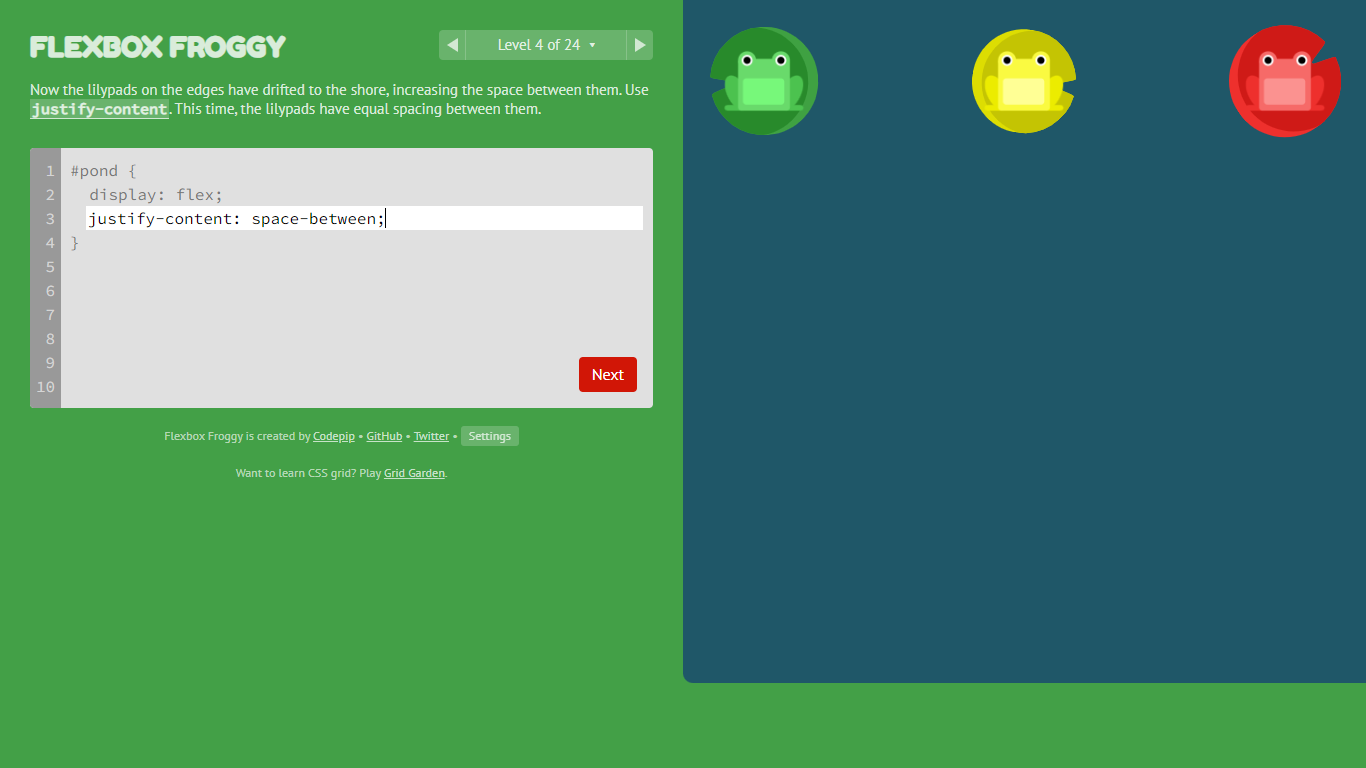 FLEXBOX FROGGY
Level 4 of 24
Now the lilypads on the edges have drifted to the shore, increasing the space between them. Use
justify-content. This time, the lilypads have equal spacing between them.
1 #pond {
2 display: flex;
3 justify-content: space-between;
4 }
5
6
7
8
9
10
Next
Flexbox Froggy is created by Codepip • GitHub • Twitter • Settings
Want to learn CSS grid? Play Grid Garden.